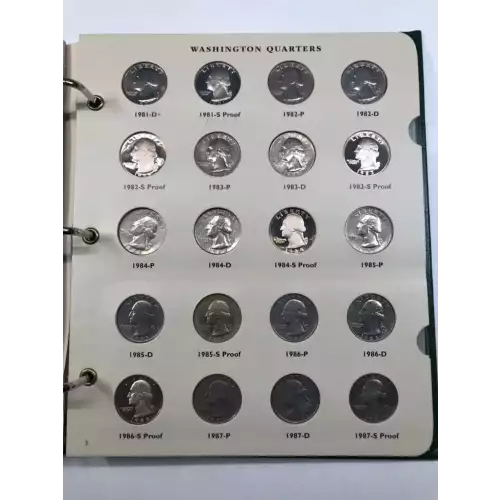 WASHINGTON QUARTERS
1981-D 1981-S Proof 1982-P 1982-D
1982-S Proof 1983-P 1983-D 1983-S Proof
1984-P 1984-D 1984-S Proof 1985-P
1985-D 1985-S Proof 1986-P 1986-D
1986-S Proof 1987-P 1987-D 1987-S Proof